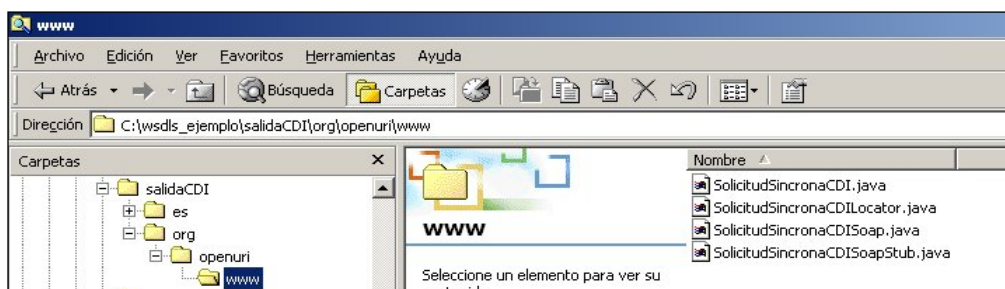 www
Archivo Edición Ver Favoritos Herramientas Ayuda
Atrás Búsqueda Carpetas
Dirección C:\wsdls_ejemplo\salidaCDI\org\openuri\www
Carpetas
salidaCDI
es
org
openuri
www
www
Seleccione un elemento para ver su
Nombre
SolicitudSincronaCDI.java
SolicitudSincronaCDILocator.java
SolicitudSincronaCDISoap.java
SolicitudSincronaCDISoapStub.java